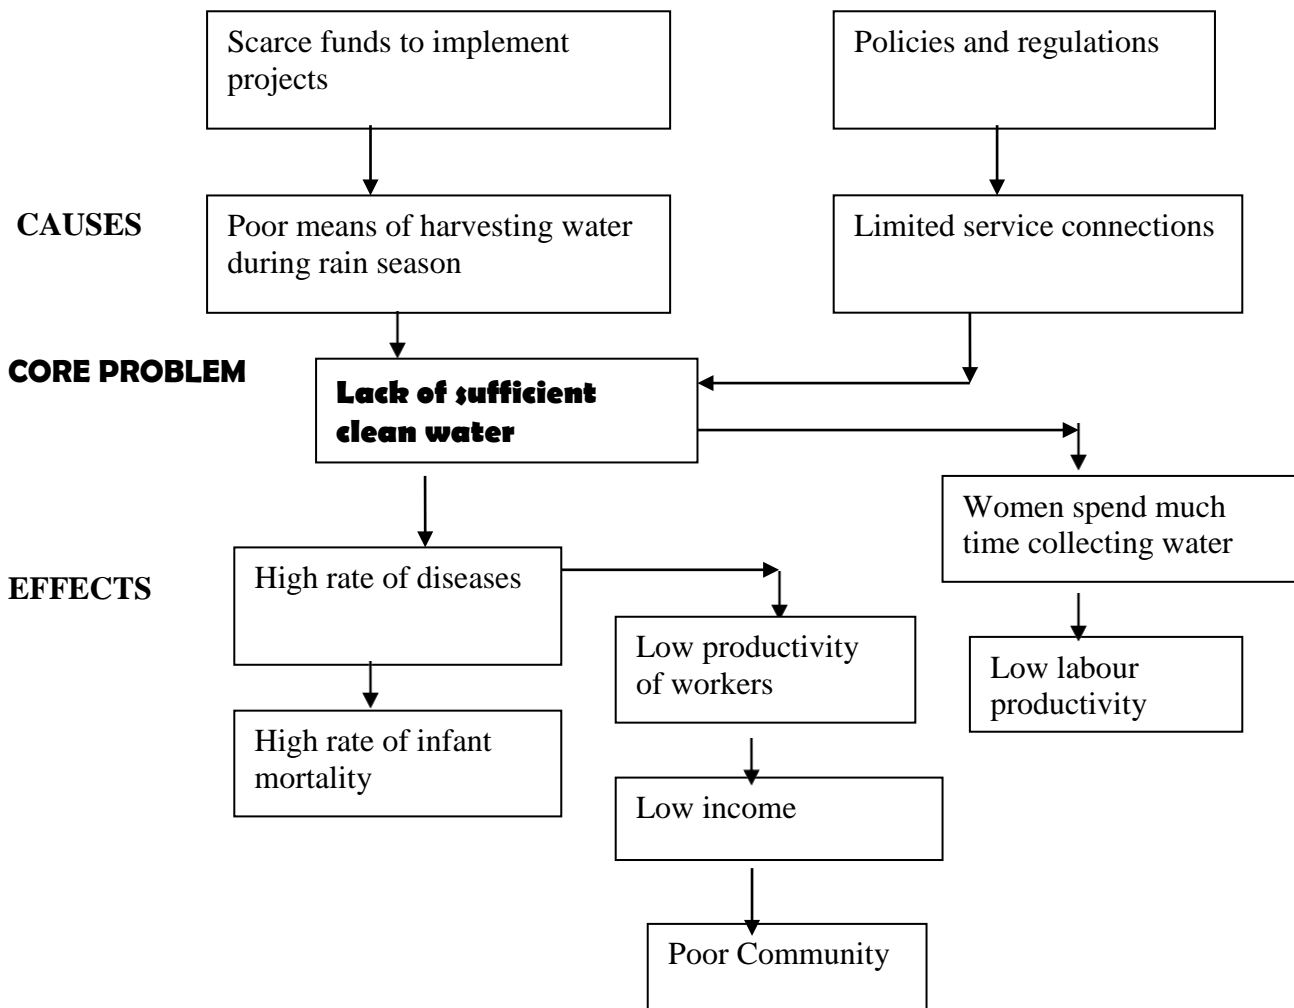 Scarce funds to implement
projects
Policies and regulations
CAUSES
Poor means of harvesting water
during rain season
Limited service connections
CORE PROBLEM
Lack of sufficient
clean water
Women spend much
time collecting water
EFFECTS
High rate of diseases
Low productivity
of workers
Low labour
productivity
High rate of infant
mortality
Low income
Poor Community